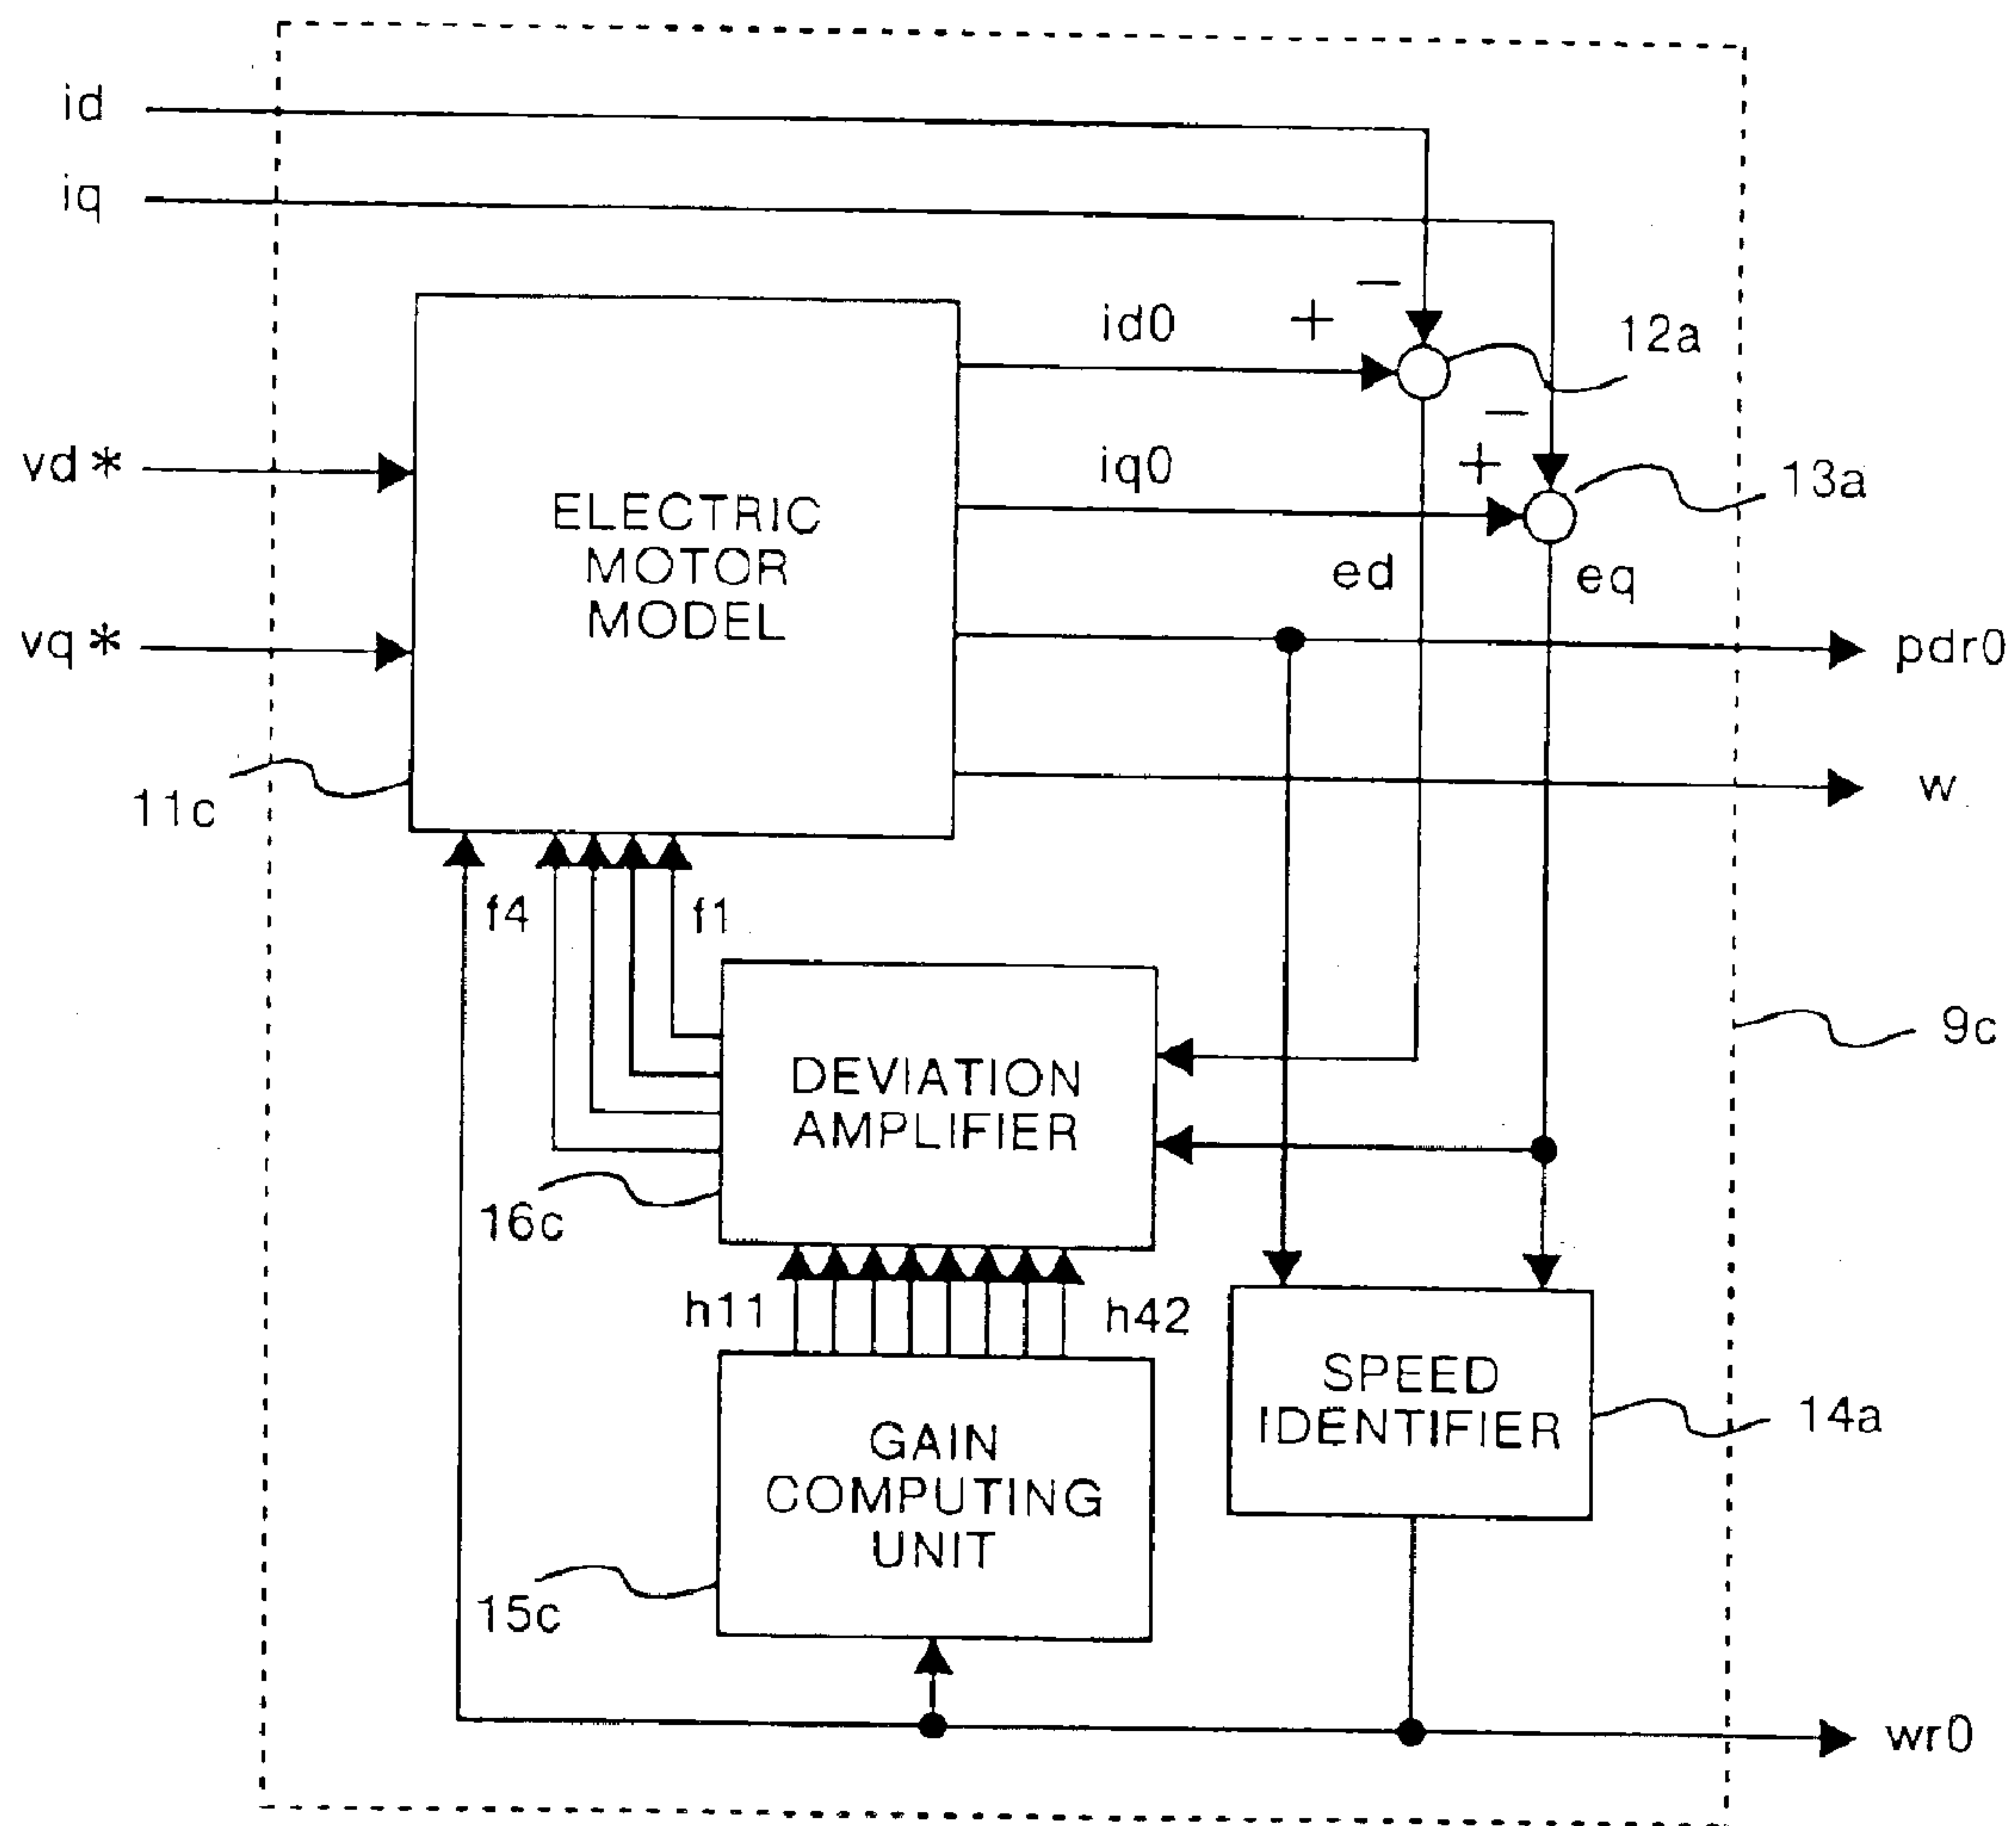 id
iq
id0
+
−
12a
vd*
iq0
+
−
13a
ELECTRIC
MOTOR
MODEL
ed
eq
vq*
pdr0
w
11c
f4
f1
9c
DEVIATION
AMPLIFIER
16c
h11
h42
SPEED
IDENTIFIER
14a
GAIN
COMPUTING
UNIT
15c
wr0